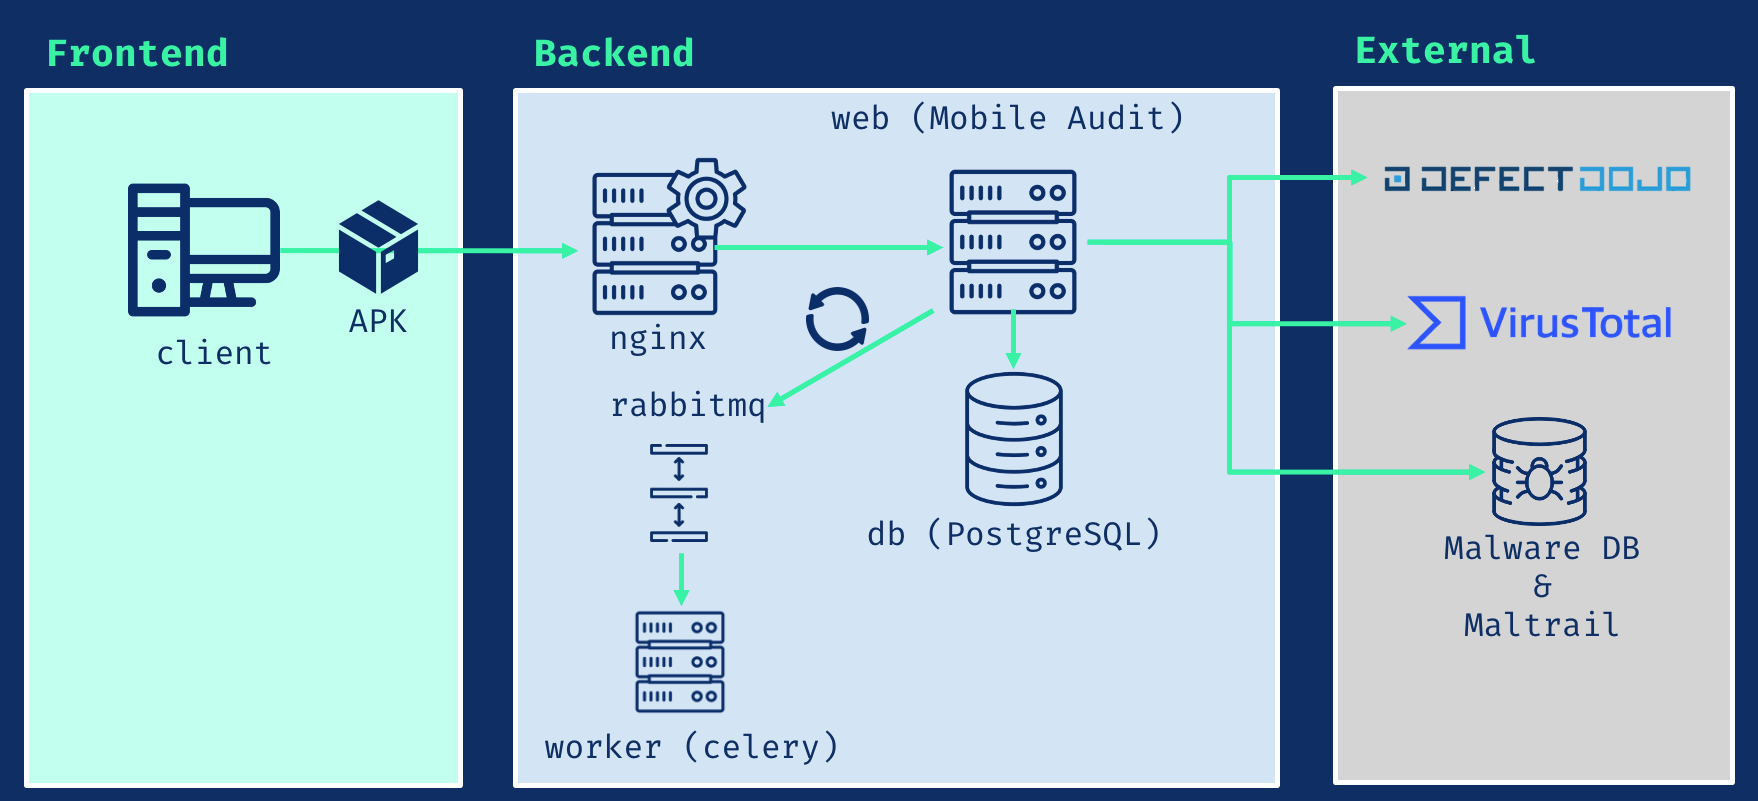 Frontend
Backend
External
web (Mobile Audit)
DEFECTDOJO
VirusTotal
APK
nginx
client
rabbitmq
db (PostgreSQL)
Malware DB
&
Maltrail
worker (celery)